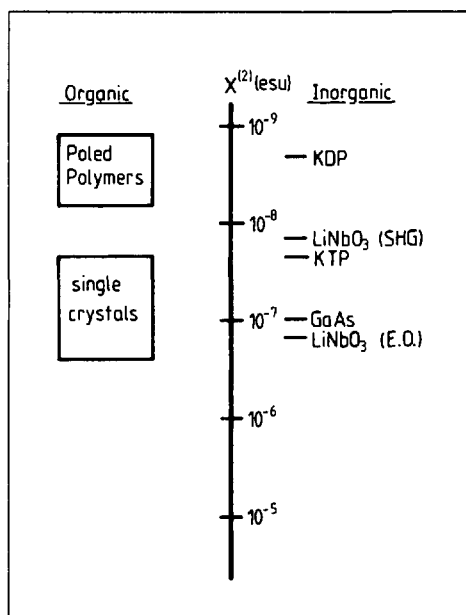 Organic
χ(2)(esu)
Inorganic
10-9
Poled
Polymers
KDP
10-8
LiNbO3 (SHG)
KTP
single
crystals
10-7
GaAs
LiNbO3 (E.O.)
10-6
10-5